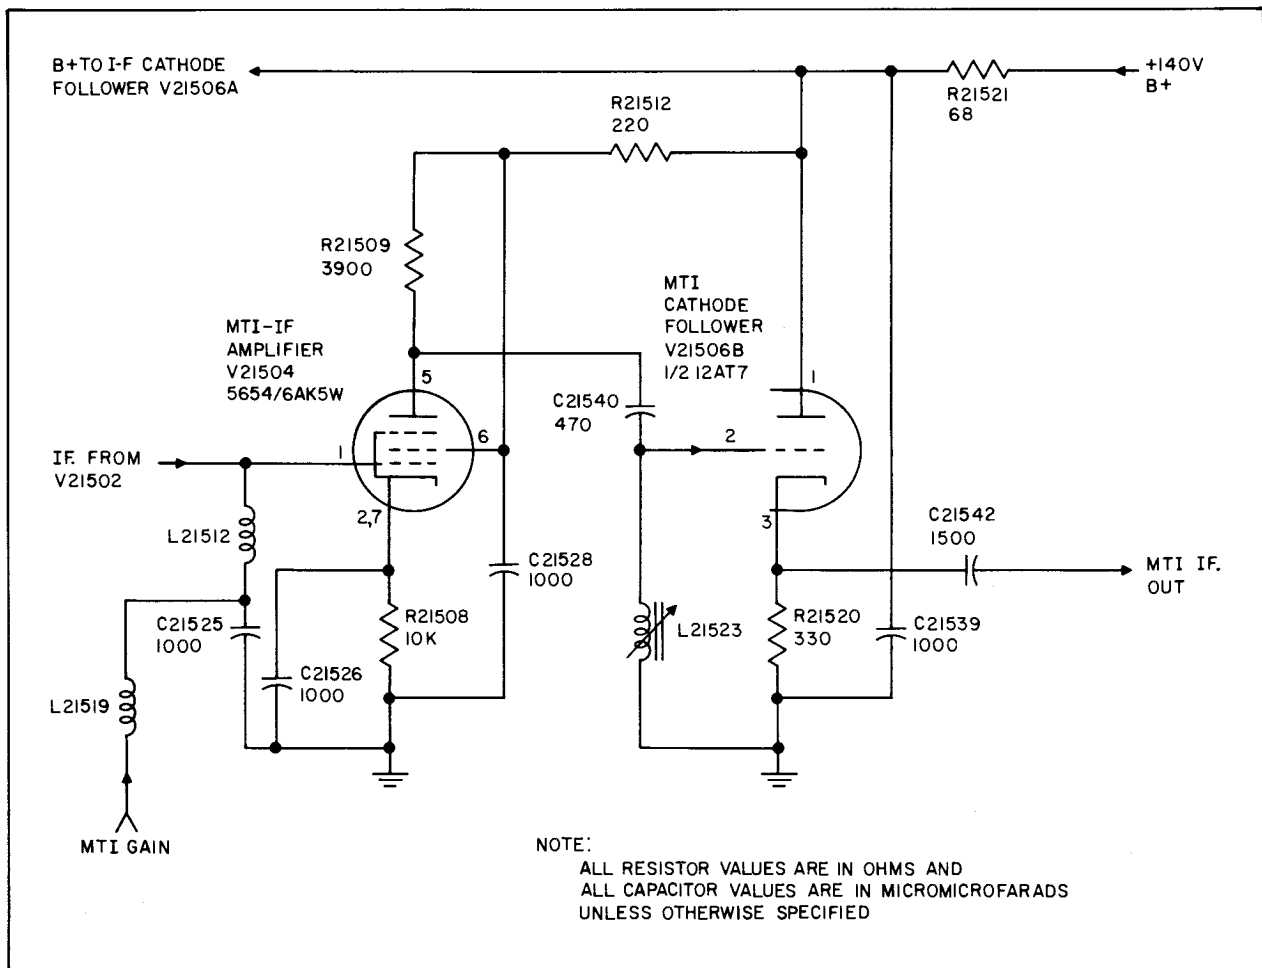 B+TO I-F CATHODE
FOLLOWER V21506A
+140V
B+
R21521
68
R21512
220
R21509
3900
MTI
CATHODE
FOLLOWER
V21506B
1/2 12AT7
MTI-IF
AMPLIFIER
V21504
5654/6AK5W
5
1
C21540
470
6
2
1
IF. FROM
V21502
2,7
3
C21542
1500
L21512
C21528
1000
MTI IF.
OUT
C21525
1000
R21508
10K
L21523
R21520
330
C21539
1000
C21526
1000
L21519
MTI GAIN
NOTE:
ALL RESISTOR VALUES ARE IN OHMS AND
ALL CAPACITOR VALUES ARE IN MICROMICROFARADS
UNLESS OTHERWISE SPECIFIED